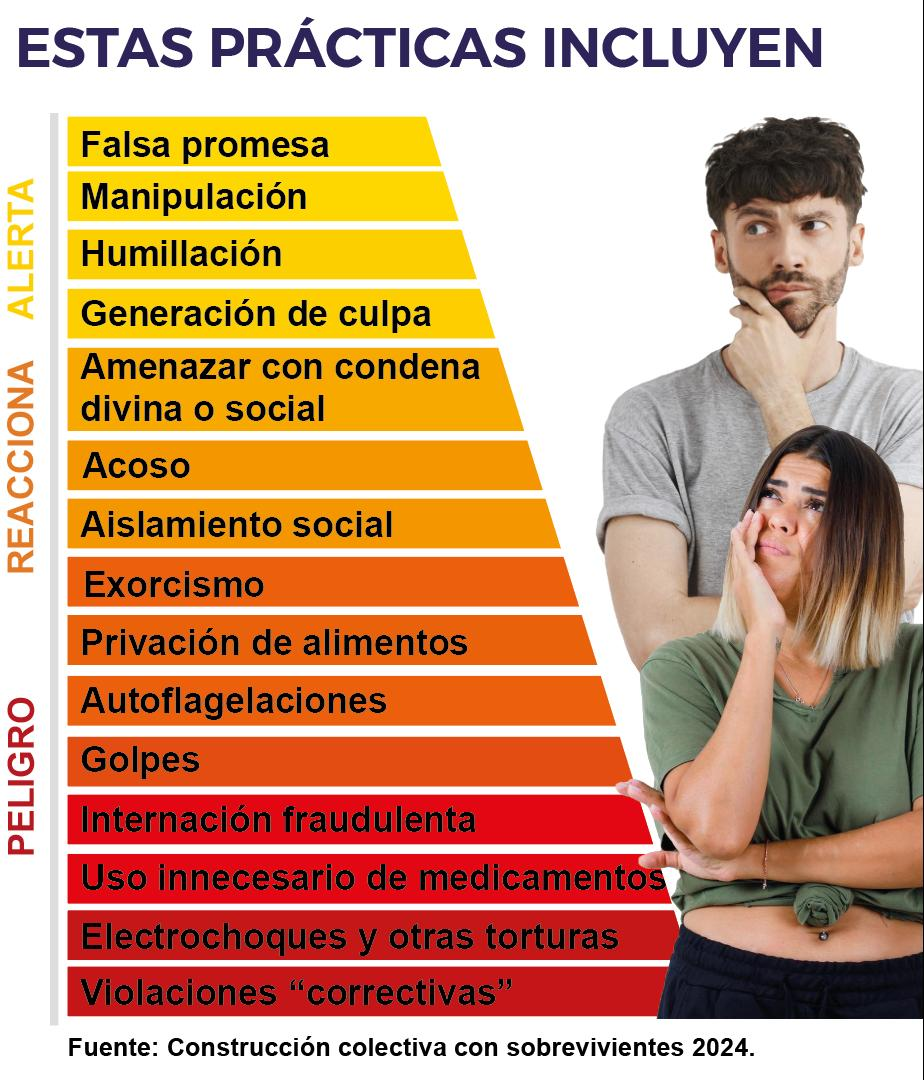 ESTAS PRÁCTICAS INCLUYEN
ALERTA
Falsa promesa
Manipulación
Humillación
Generación de culpa
REACCIONA
Amenazar con condena
divina o social
Acoso
Aislamiento social
Exorcismo
Privación de alimentos
PELIGRO
Autoflagelaciones
Golpes
Internación fraudulenta
Uso innecesario de medicamentos
Electrochoques y otras torturas
Violaciones “correctivas”
Fuente: Construcción colectiva con sobrevivientes 2024.